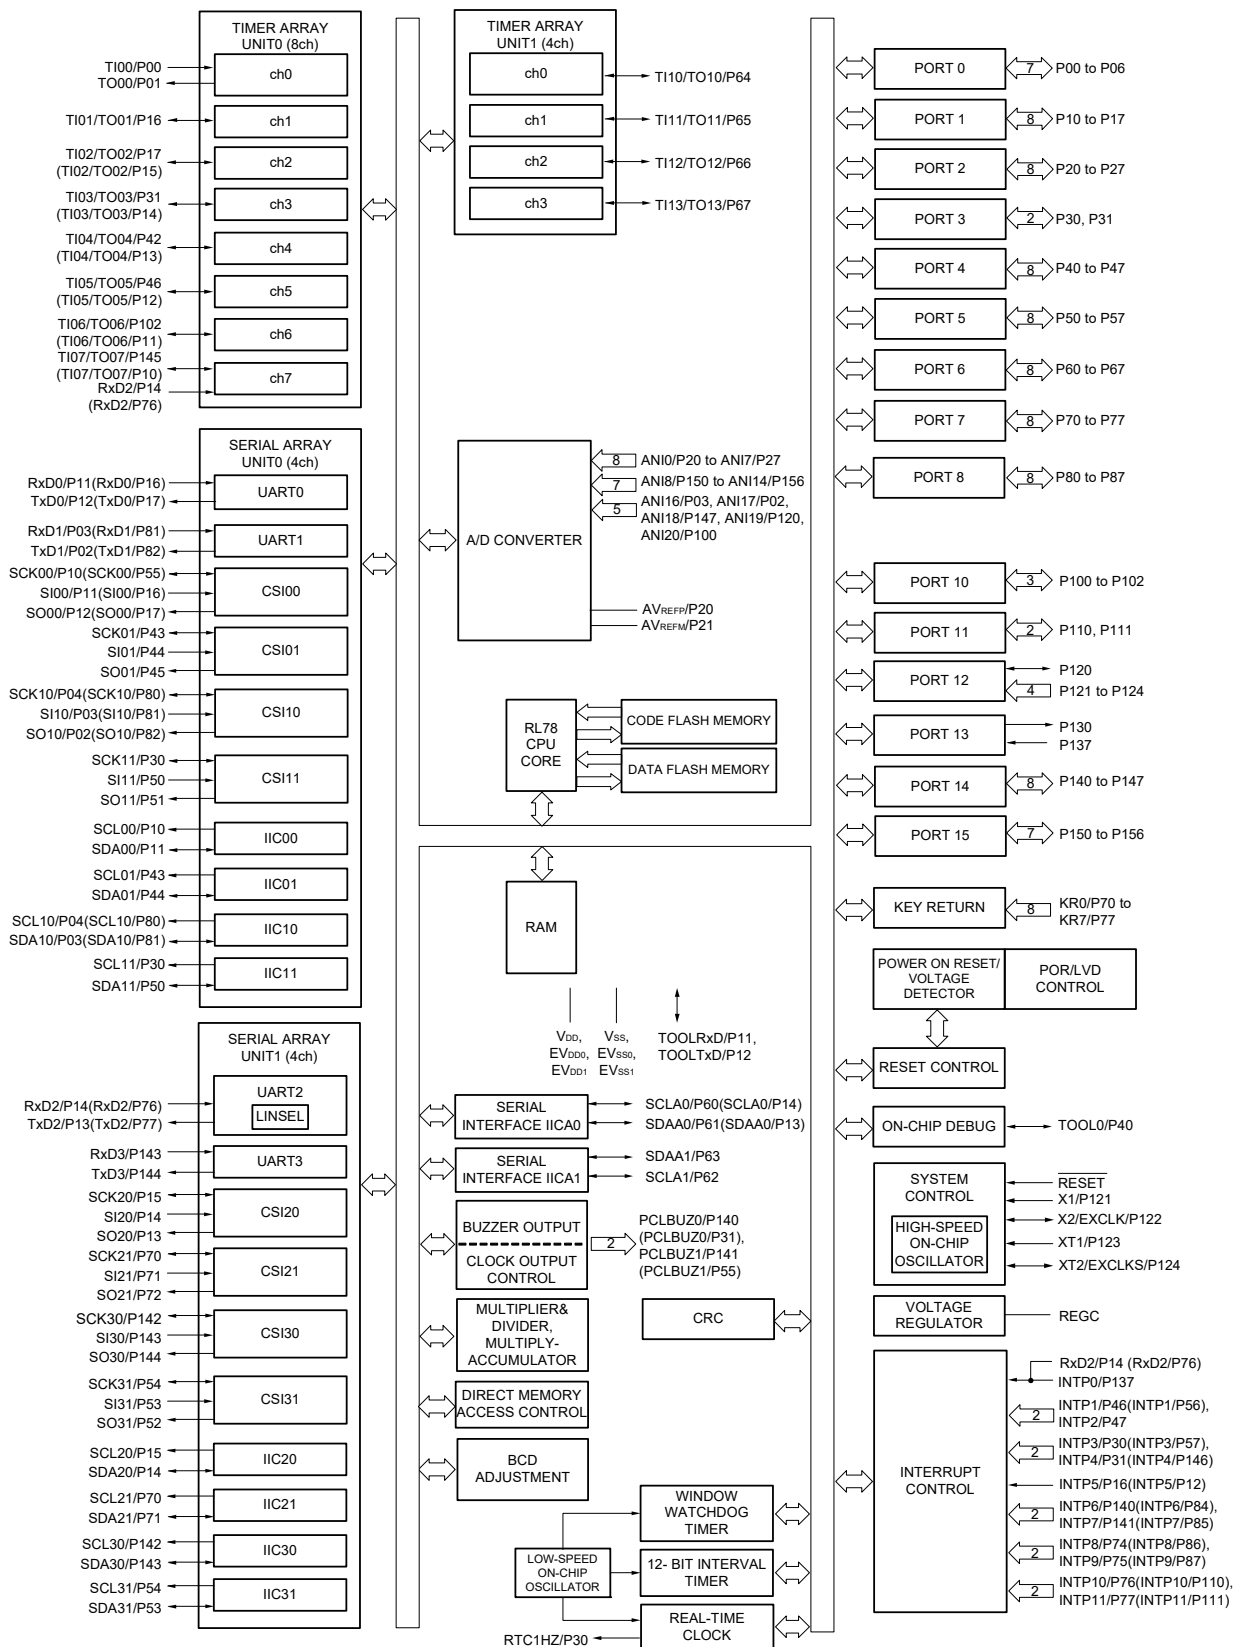 TIMER ARRAY
UNIT0 (8ch)
TI00/P00
TO00/P01
ch0
TI01/TO01/P16
ch1
TI02/TO02/P17
(TI02/TO02/P15)
ch2
TI03/TO03/P31
(TI03/TO03/P14)
ch3
TI04/TO04/P42
(TI04/TO04/P13)
ch4
TI05/TO05/P46
(TI05/TO05/P12)
ch5
TI06/TO06/P102
(TI06/TO06/P11)
ch6
TI07/TO07/P145
(TI07/TO07/P10)
RxD2/P14
(RxD2/P76)
ch7
SERIAL ARRAY
UNIT0 (4ch)
RxD0/P11(RxD0/P16)
TxD0/P12(TxD0/P17)
UART0
RxD1/P03(RxD1/P81)
TxD1/P02(TxD1/P82)
UART1
SCK00/P10(SCK00/P55)
SI00/P11(SI00/P16)
SO00/P12(SO00/P17)
CSI00
SCK01/P43
SI01/P44
SO01/P45
CSI01
SCK10/P04(SCK10/P80)
SI10/P03(SI10/P81)
SO10/P02(SO10/P82)
CSI10
SCK11/P30
SI11/P50
SO11/P51
CSI11
SCL00/P10
SDA00/P11
IIC00
SCL01/P43
SDA01/P44
IIC01
SCL10/P04(SCL10/P80)
SDA10/P03(SDA10/P81)
IIC10
SCL11/P30
SDA11/P50
IIC11
SERIAL ARRAY
UNIT1 (4ch)
RxD2/P14(RxD2/P76)
TxD2/P13(TxD2/P77)
UART2
LINSEL
RxD3/P143
TxD3/P144
UART3
SCK20/P15
SI20/P14
SO20/P13
CSI20
SCK21/P70
SI21/P71
SO21/P72
CSI21
SCK30/P142
SI30/P143
SO30/P144
CSI30
SCK31/P54
SI31/P53
SO31/P52
CSI31
SCL20/P15
SDA20/P14
IIC20
SCL21/P70
SDA21/P71
IIC21
SCL30/P142
SDA30/P143
IIC30
SCL31/P54
SDA31/P53
IIC31
TIMER ARRAY
UNIT1 (4ch)
ch0
TI10/TO10/P64
ch1
TI11/TO11/P65
ch2
TI12/TO12/P66
ch3
TI13/TO13/P67
A/D CONVERTER
8 ANI0/P20 to ANI7/P27
7 ANI8/P150 to ANI14/P156
5 ANI16/P03, ANI17/P02,
ANI18/P147, ANI19/P120,
ANI20/P100
AVREFP/P20
AVREFM/P21
RL78
CPU
CORE
CODE FLASH MEMORY
DATA FLASH MEMORY
RAM
VDD,
EVDD0,
EVDD1
VSS,
EVSS0,
EVSS1
TOOLRxD/P11,
TOOLTxD/P12
SERIAL
INTERFACE IICA0
SCLA0/P60(SCLA0/P14)
SDAA0/P61(SDAA0/P13)
SERIAL
INTERFACE IICA1
SDAA1/P63
SCLA1/P62
BUZZER OUTPUT
CLOCK OUTPUT
CONTROL
2
PCLBUZ0/P140
(PCLBUZ0/P31),
PCLBUZ1/P141
(PCLBUZ1/P55)
MULTIPLIER&
DIVIDER,
MULTIPLY-
ACCUMULATOR
CRC
DIRECT MEMORY
ACCESS CONTROL
BCD
ADJUSTMENT
WINDOW
WATCHDOG
TIMER
LOW-SPEED
ON-CHIP
OSCILLATOR
12- BIT INTERVAL
TIMER
RTC1HZ/P30
REAL-TIME
CLOCK
PORT 0 7 P00 to P06
PORT 1 8 P10 to P17
PORT 2 8 P20 to P27
PORT 3 2 P30, P31
PORT 4 8 P40 to P47
PORT 5 8 P50 to P57
PORT 6 8 P60 to P67
PORT 7 8 P70 to P77
PORT 8 8 P80 to P87
PORT 10 3 P100 to P102
PORT 11 2 P110, P111
PORT 12
P120
4 P121 to P124
PORT 13
P130
P137
PORT 14 8 P140 to P147
PORT 15 7 P150 to P156
KEY RETURN
8 KR0/P70 to
KR7/P77
POWER ON RESET/
VOLTAGE
DETECTOR
POR/LVD
CONTROL
RESET CONTROL
ON-CHIP DEBUG
TOOL0/P40
SYSTEM
CONTROL
HIGH-SPEED
ON-CHIP
OSCILLATOR
RESET
X1/P121
X2/EXCLK/P122
XT1/P123
XT2/EXCLKS/P124
VOLTAGE
REGULATOR
REGC
INTERRUPT
CONTROL
RxD2/P14 (RxD2/P76)
INTP0/P137
2 INTP1/P46(INTP1/P56),
INTP2/P47
2 INTP3/P30(INTP3/P57),
INTP4/P31(INTP4/P146)
INTP5/P16(INTP5/P12)
2 INTP6/P140(INTP6/P84),
INTP7/P141(INTP7/P85)
2 INTP8/P74(INTP8/P86),
INTP9/P75(INTP9/P87)
2 INTP10/P76(INTP10/P110),
INTP11/P77(INTP11/P111)